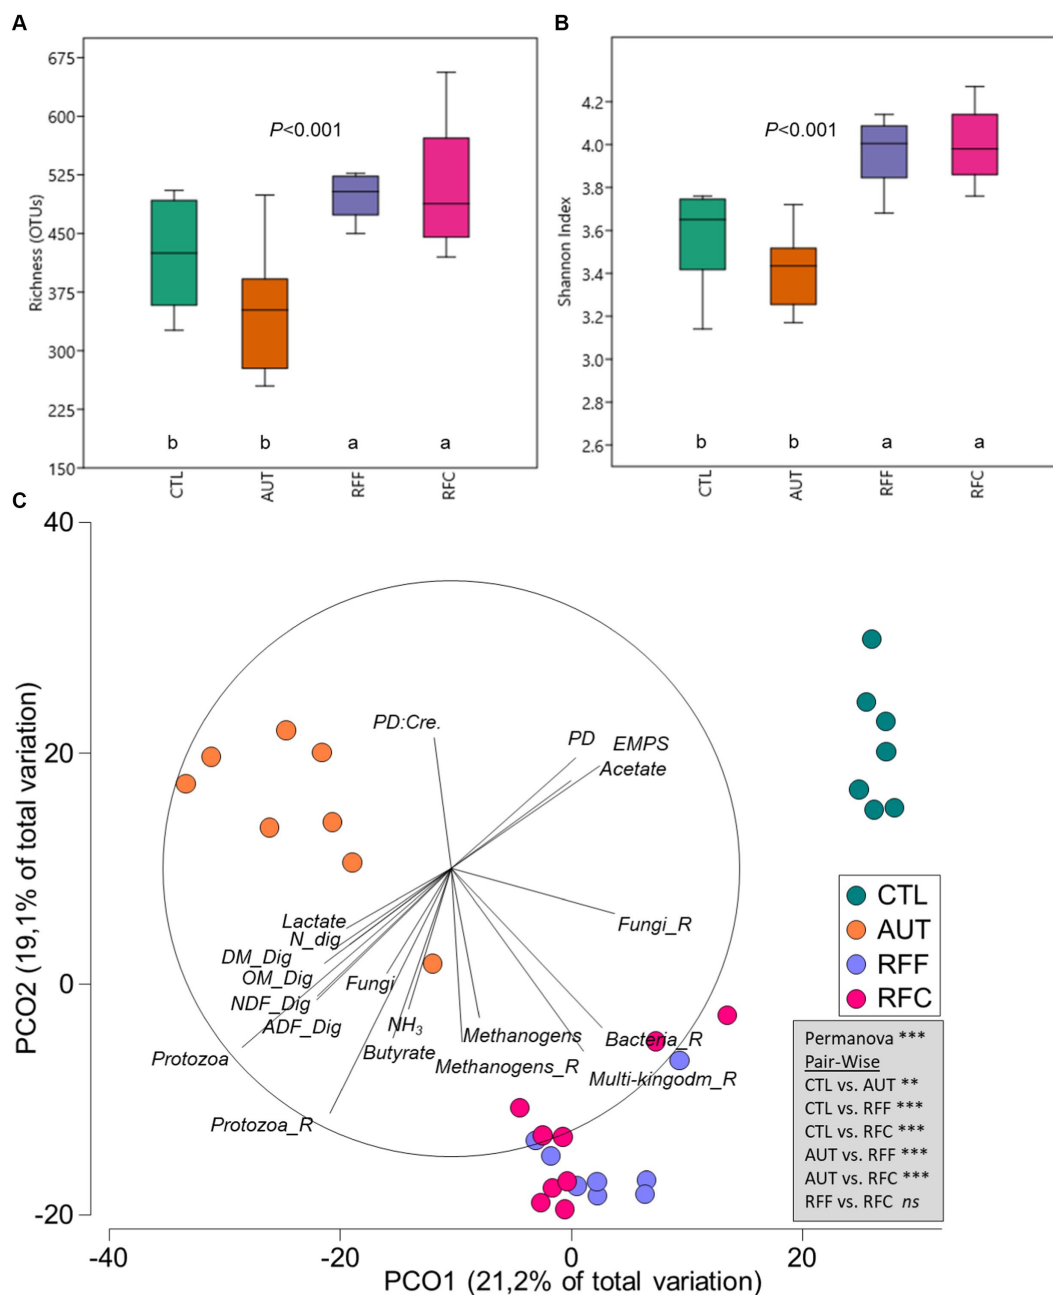 A
B
675
600
525
450
375
300
225
150
Richness (OTUs)
P<0.001
b
b
a
a
CTL
AUT
RFF
RFC
4.2
4.0
3.8
3.6
3.4
3.2
3.0
2.8
2.6
Shannon Index
P<0.001
b
b
a
a
CTL
AUT
RFF
RFC
C
40
20
0
-20
PCO2 (19,1% of total variation)
PD:Cre.
PD
EMPS
Acetate
Lactate
N_dig
DM_Dig
OM_Dig
NDF_Dig
ADF_Dig
Fungi
Fungi_R
NH3
Butyrate
Methanogens
Methanogens_R
Bacteria_R
Multi-kingodm_R
Protozoa
Protozoa_R
CTL
AUT
RFF
RFC
Permanova ***
Pair-Wise
CTL vs. AUT **
CTL vs. RFF ***
CTL vs. RFC ***
AUT vs. RFF ***
AUT vs. RFC ***
RFF vs. RFC ns
-40
-20
0
20
PCO1 (21,2% of total variation)